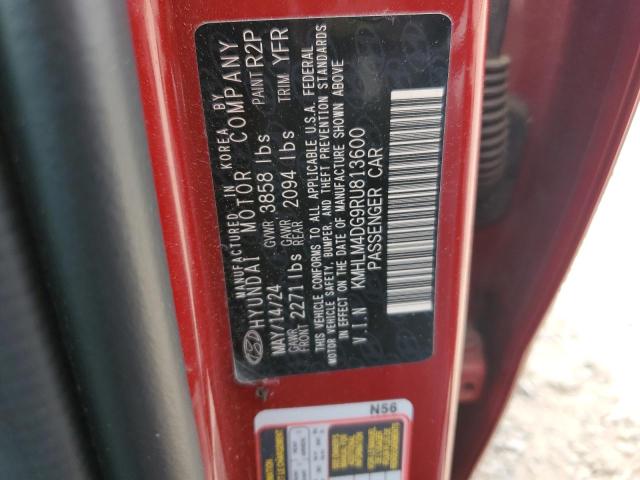 MANUFACTURED IN KOREA BY
HYUNDAI MOTOR COMPANY
MAY/14/24 GVWR 3858 lbs PAINT R2P
GAWR FRONT 2271 lbs GAWR REAR 2094 lbs TRIM YFR
THIS VEHICLE CONFORMS TO ALL APPLICABLE U.S.A. FEDERAL
MOTOR VEHICLE SAFETY, BUMPER, AND THEFT PREVENTION STANDARDS
IN EFFECT ON THE DATE OF MANUFACTURE SHOWN ABOVE
V.I.N KMHLM4DG9RU813600
PASSENGER CAR
N56